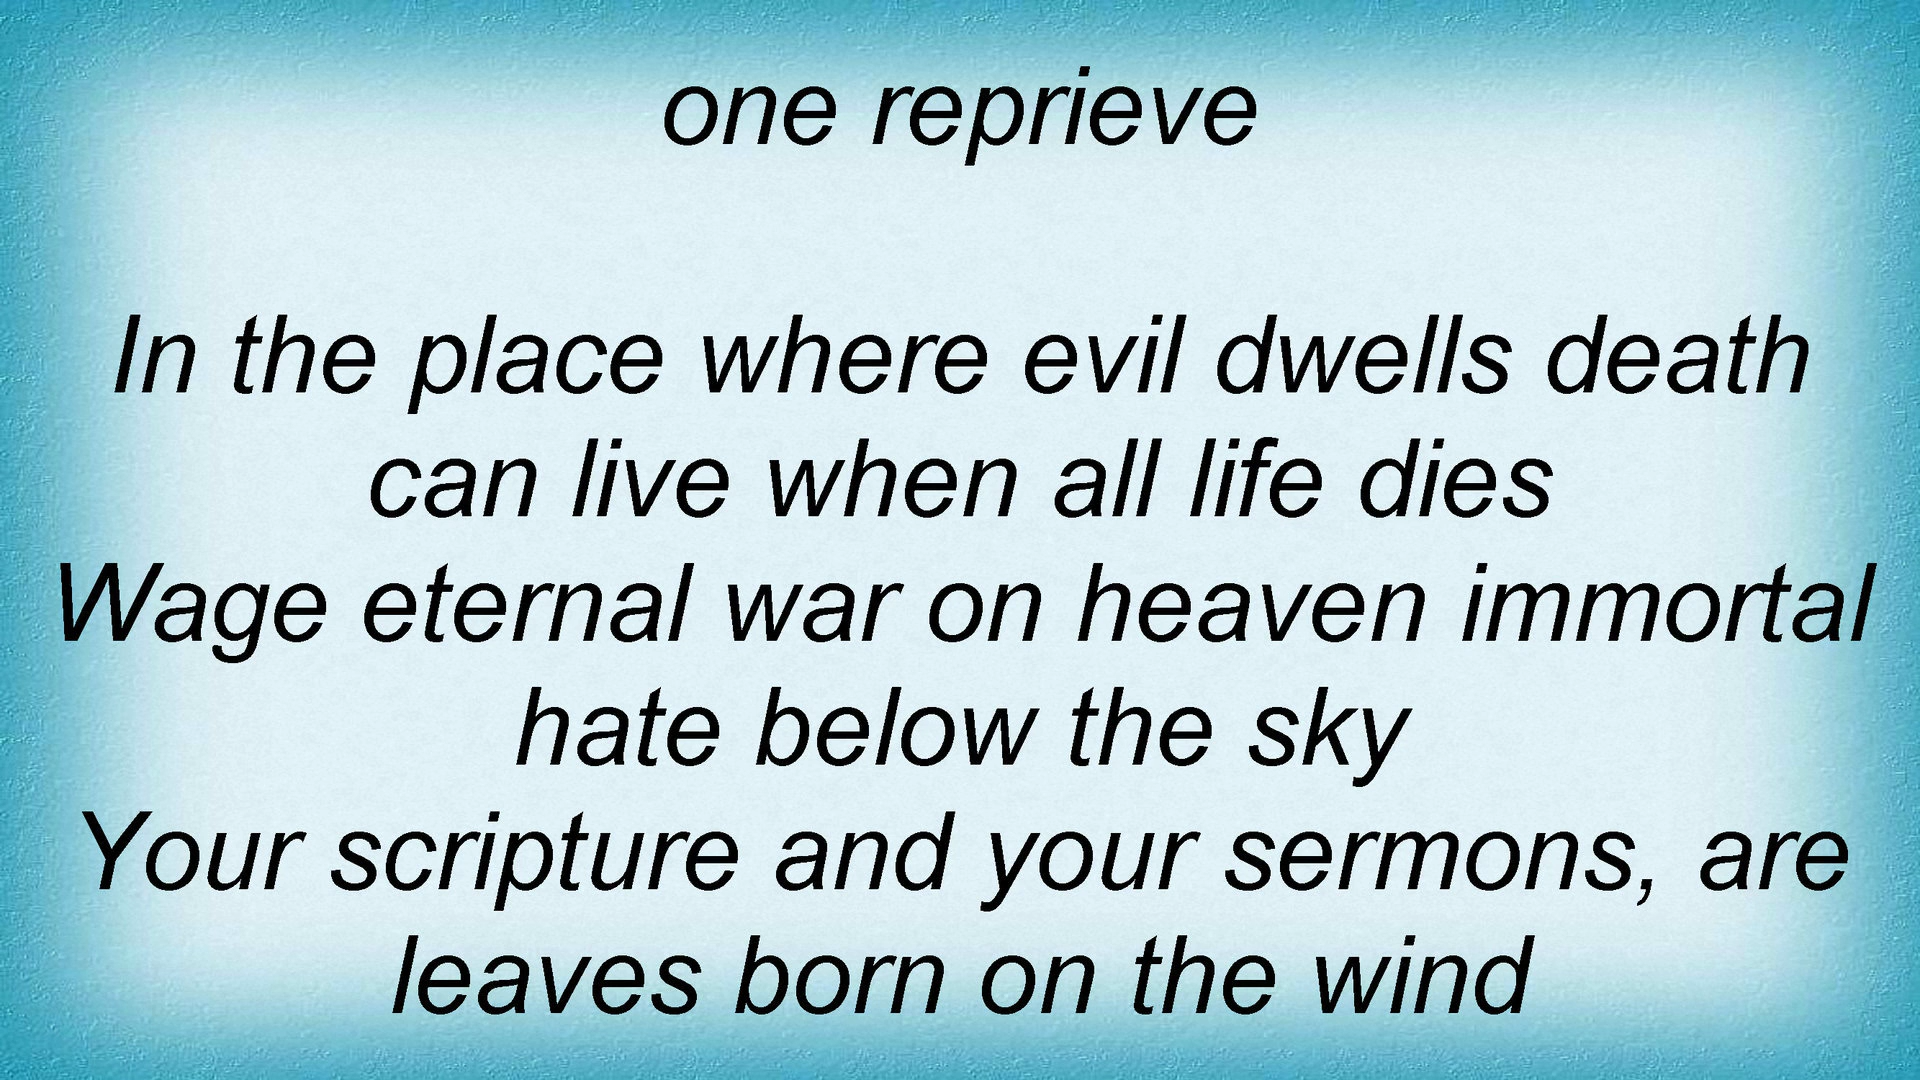 one reprieve
In the place where evil dwells death
can live when all life dies
Wage eternal war on heaven immortal
hate below the sky
Your scripture and your sermons, are
leaves born on the wind